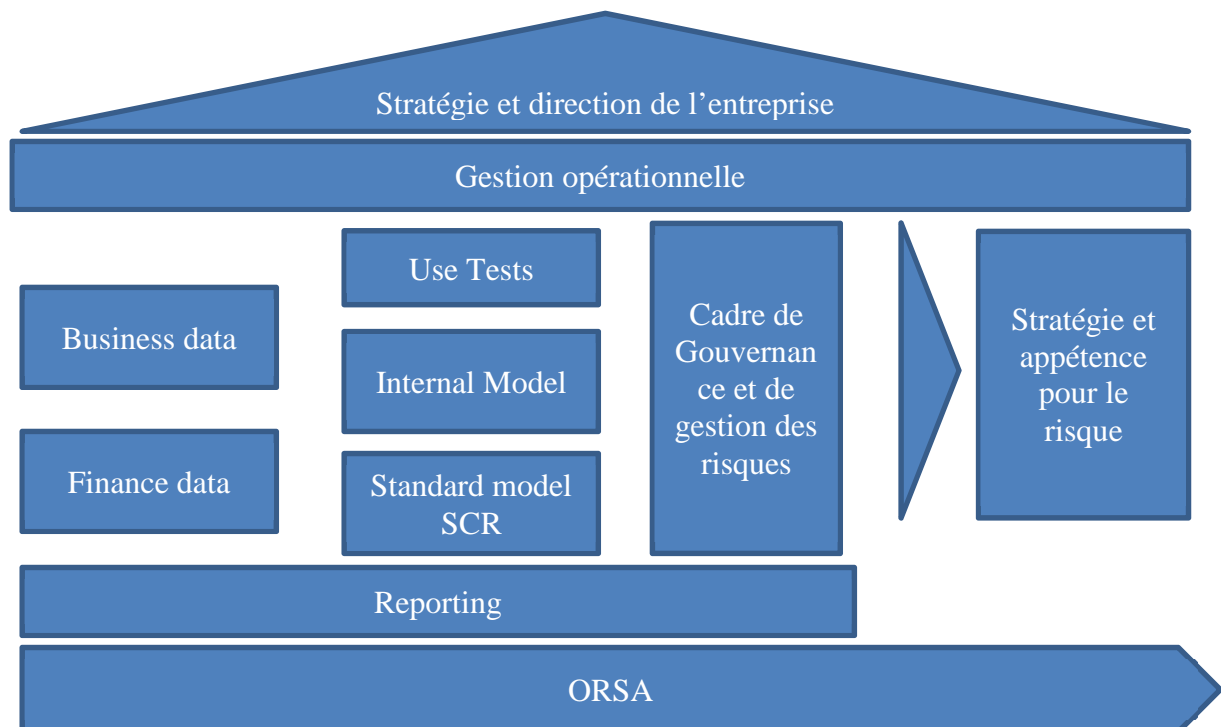 Stratégie et direction de l’entreprise
Gestion opérationnelle
Business data
Finance data
Use Tests
Internal Model
Standard model
SCR
Cadre de
Gouvernan
ce et de
gestion des
risques
Stratégie et
appétence
pour le
risque
Reporting
ORSA